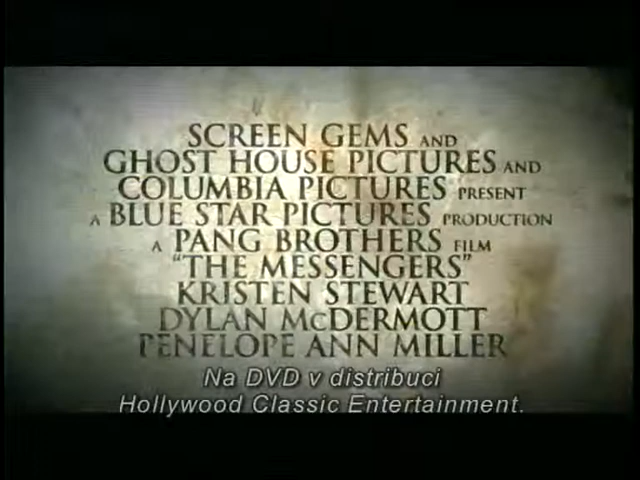 SCREEN GEMS AND
GHOST HOUSE PICTURES AND
COLUMBIA PICTURES PRESENT
A BLUE STAR PICTURES PRODUCTION
A PANG BROTHERS FILM
"THE MESSENGERS"
KRISTEN STEWART
DYLAN McDERMOTT
PENELOPE ANN MILLER
Na DVD v distribuci
Hollywood Classic Entertainment.